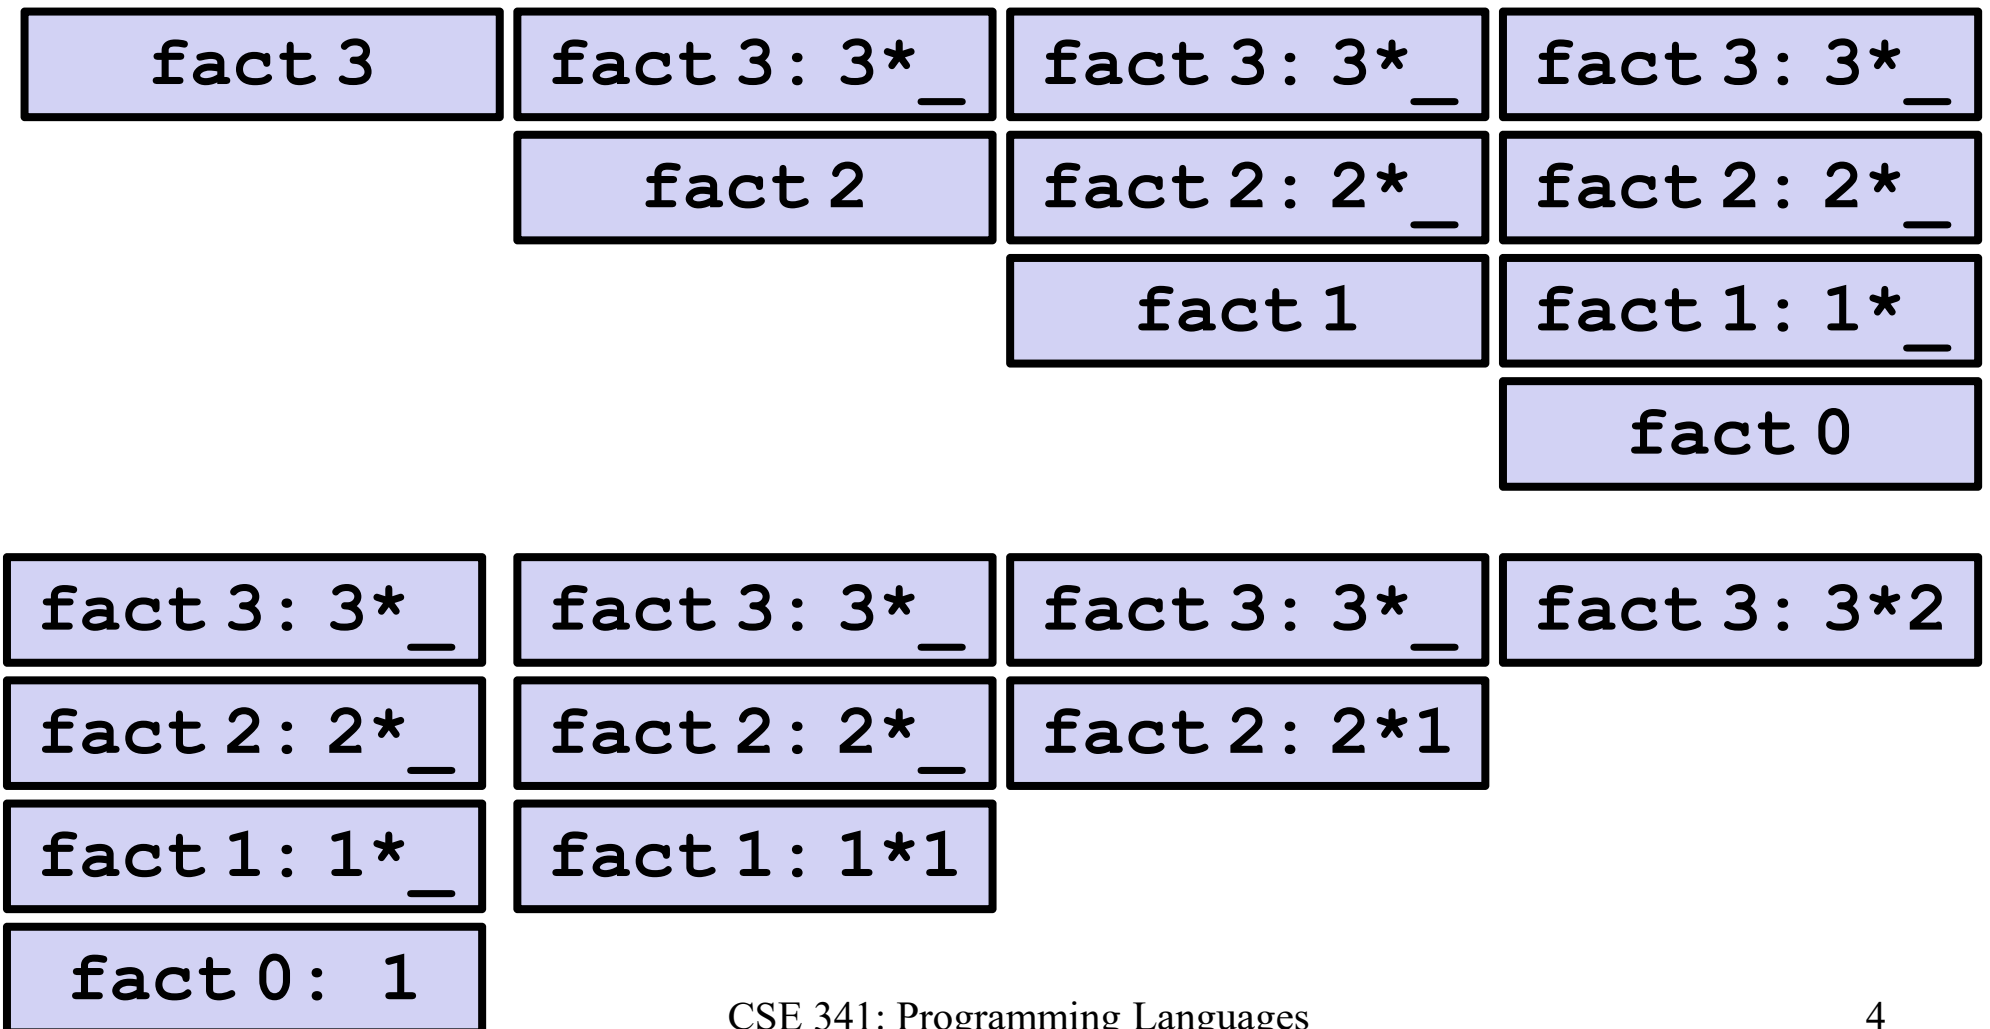 fact 3 fact 3: 3*_ fact 3: 3*_ fact 3: 3*_
fact 2 fact 2: 2*_ fact 2: 2*_
fact 1 fact 1: 1*_
fact 0
fact 3: 3*_ fact 3: 3*_ fact 3: 3*_ fact 3: 3*2
fact 2: 2*_ fact 2: 2*_ fact 2: 2*1
fact 1: 1*_ fact 1: 1*1
fact 0: 1
CSE 341: Programming Languages 4